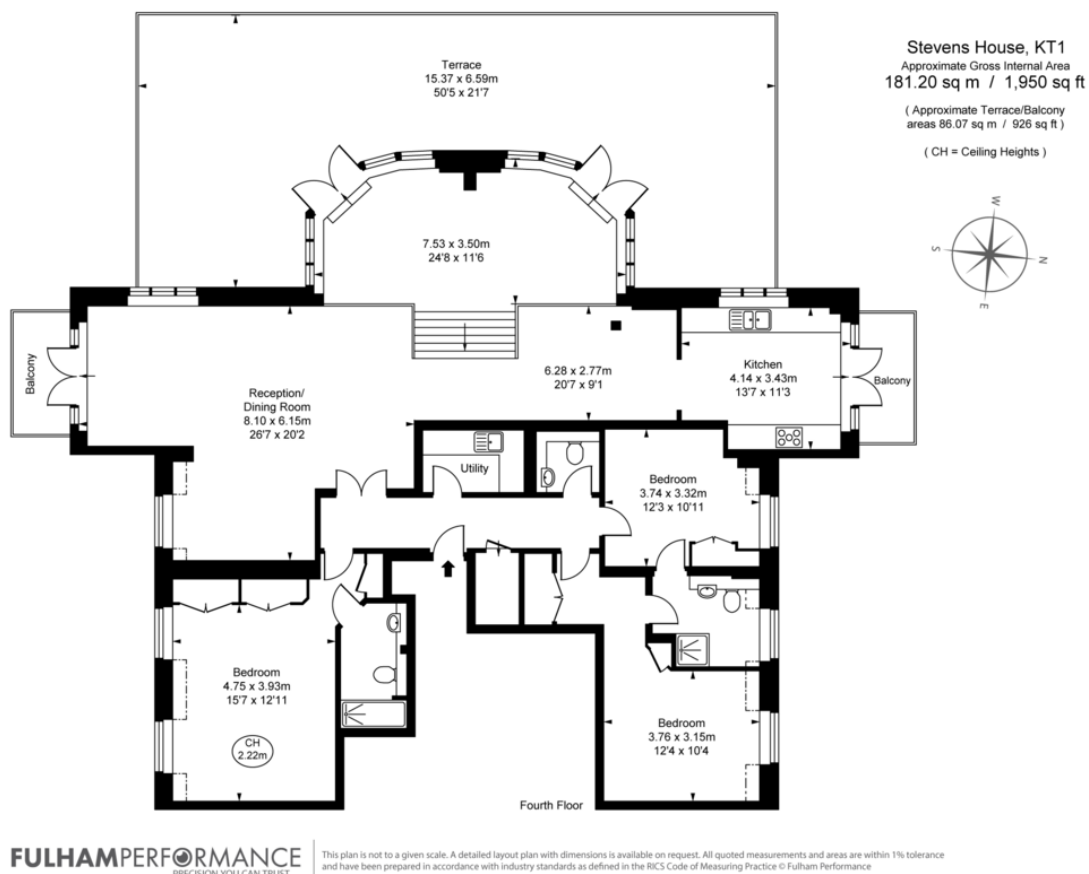 Stevens House, KT1
Approximate Gross Internal Area
181.20 sq m / 1,950 sq ft
( Approximate Terrace/Balcony
areas 86.07 sq m / 926 sq ft )
( CH = Ceiling Heights )
W
S
N
E
Terrace
15.37 x 6.59m
50'5 x 21'7
7.53 x 3.50m
24'8 x 11'6
Balcony
Reception/
Dining Room
8.10 x 6.15m
26'7 x 20'2
6.28 x 2.77m
20'7 x 9'1
Kitchen
4.14 x 3.43m
13'7 x 11'3
Balcony
Utility
Bedroom
3.74 x 3.32m
12'3 x 10'11
Bedroom
4.75 x 3.93m
15'7 x 12'11
CH
2.22m
Bedroom
3.76 x 3.15m
12'4 x 10'4
Fourth Floor
FULHAMPERFORMANCE
PRECISION YOU CAN TRUST
This plan is not to a given scale. A detailed layout plan with dimensions is available on request. All quoted measurements and areas are within 1% tolerance
and have been prepared in accordance with industry standards as defined in the RICS Code of Measuring Practice © Fulham Performance